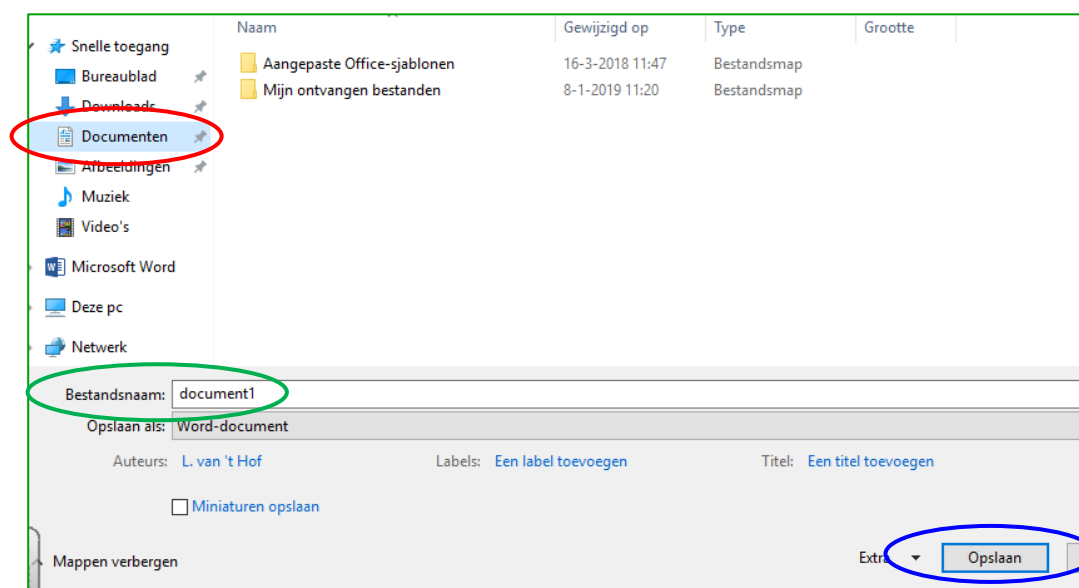 Naam Gewijzigd op Type Grootte
Snelle toegang
Bureaublad
Downloads
Documenten
Afbeeldingen
Muziek
Video's
Microsoft Word
Deze pc
Netwerk
Aangepaste Office-sjablonen 16-3-2018 11:47 Bestandsmap
Mijn ontvangen bestanden 8-1-2019 11:20 Bestandsmap
Bestandsnaam: document1
Opslaan als: Word-document
Auteurs: L. van 't Hof Labels: Een label toevoegen Titel: Een titel toevoegen
Miniaturen opslaan
Mappen verbergen Extra Opslaan